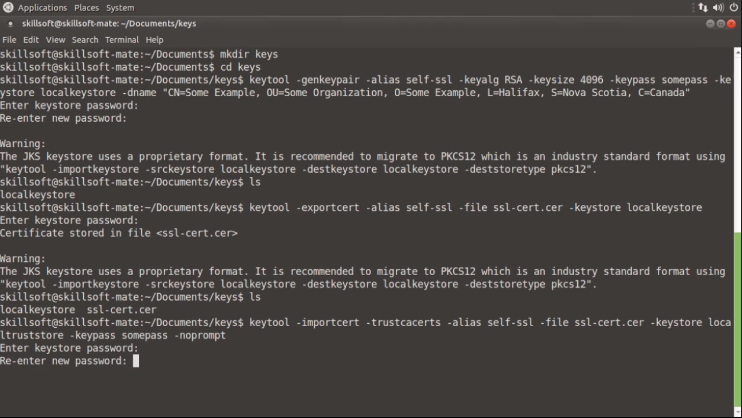 Applications Places System
skillsoft@skillsoft-mate: ~/Documents/keys
File Edit View Search Terminal Help
skillsoft@skillsoft-mate:~/Documents$ mkdir keys
skillsoft@skillsoft-mate:~/Documents$ cd keys
skillsoft@skillsoft-mate:~/Documents/keys$ keytool -genkeypair -alias self-ssl -keyalg RSA -keysize 4096 -keypass somepass -ke
ystore localkeystore -dname "CN=Some Example, OU=Some Organization, O=Some Example, L=Halifax, S=Nova Scotia, C=Canada"
Enter keystore password:
Re-enter new password:
Warning:
The JKS keystore uses a proprietary format. It is recommended to migrate to PKCS12 which is an industry standard format using
"keytool -importkeystore -srckeystore localkeystore -destkeystore localkeystore -deststoretype pkcs12".
skillsoft@skillsoft-mate:~/Documents/keys$ ls
localkeystore
skillsoft@skillsoft-mate:~/Documents/keys$ keytool -exportcert -alias self-ssl -file ssl-cert.cer -keystore localkeystore
Enter keystore password:
Certificate stored in file <ssl-cert.cer>
Warning:
The JKS keystore uses a proprietary format. It is recommended to migrate to PKCS12 which is an industry standard format using
"keytool -importkeystore -srckeystore localkeystore -destkeystore localkeystore -deststoretype pkcs12".
skillsoft@skillsoft-mate:~/Documents/keys$ ls
localkeystore  ssl-cert.cer
skillsoft@skillsoft-mate:~/Documents/keys$ keytool -importcert -trustcacerts -alias self-ssl -file ssl-cert.cer -keystore loca
ltruststore -keypass somepass -noprompt
Enter keystore password:
Re-enter new password: